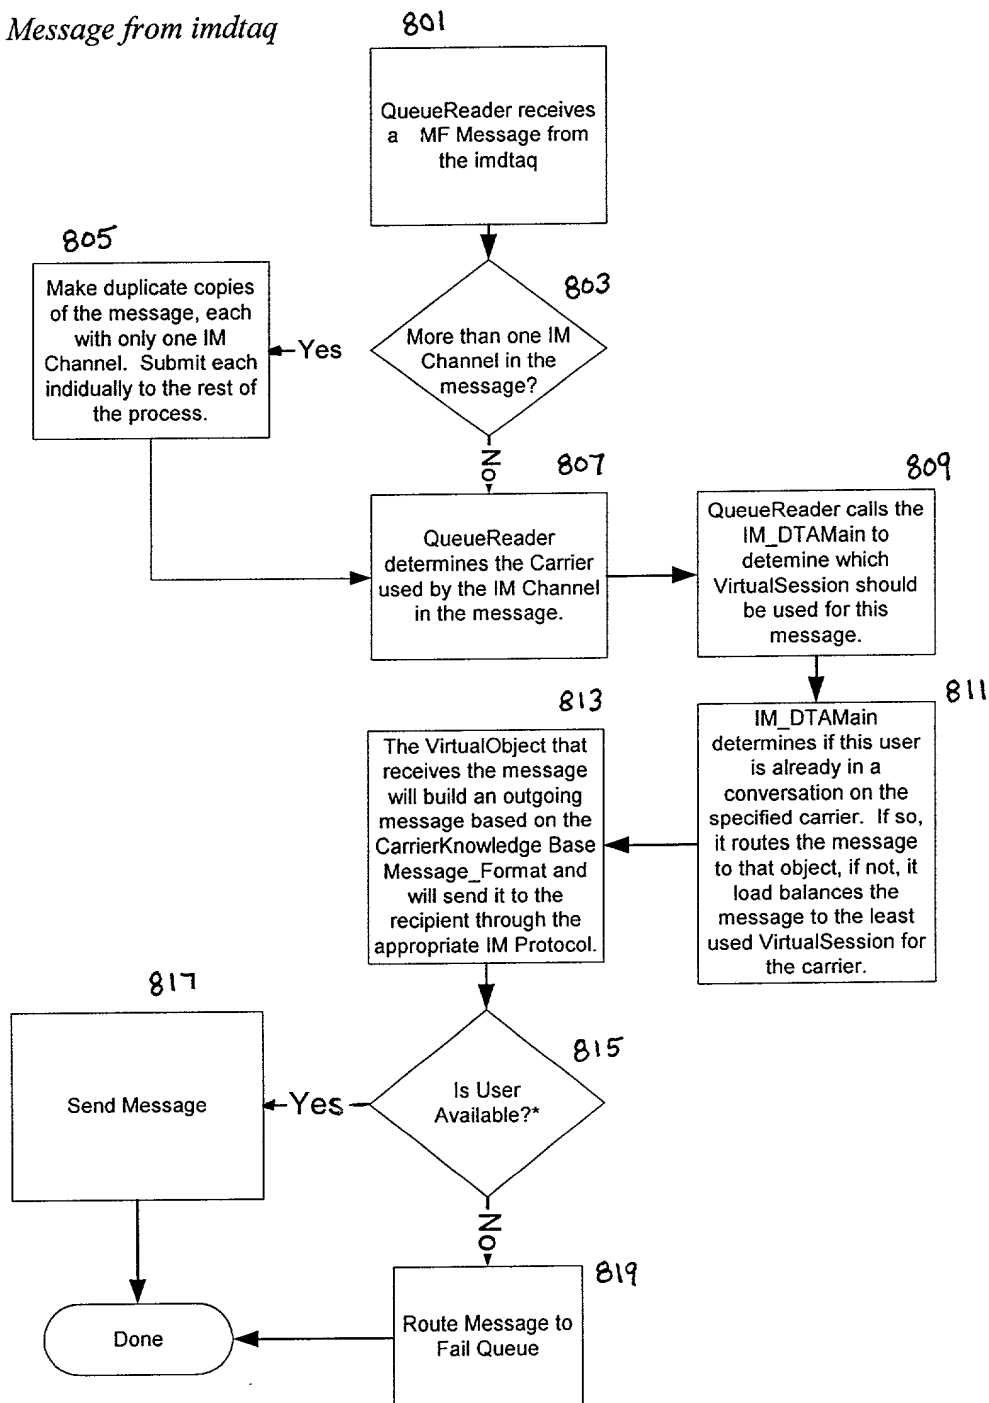 Message from imdtaq
801
QueueReader receives
a MF Message from
the imdtaq
805
Make duplicate copies
of the message, each
with only one IM
Channel. Submit each
indidually to the rest of
the process.
803
More than one IM
Channel in the
message?
Yes
No
807
QueueReader
determines the Carrier
used by the IM Channel
in the message.
809
QueueReader calls the
IM_DTAMain to
detemine which
VirtualSession should
be used for this
message.
811
IM_DTAMain
determines if this user
is already in a
conversation on the
specified carrier. If so,
it routes the message
to that object, if not, it
load balances the
message to the least
used VirtualSession for
the carrier.
813
The VirtualObject that
receives the message
will build an outgoing
message based on the
CarrierKnowledge Base
Message_Format and
will send it to the
recipient through the
appropriate IM Protocol.
815
Is User
Available?*
Yes
817
Send Message
No
819
Route Message to
Fail Queue
Done